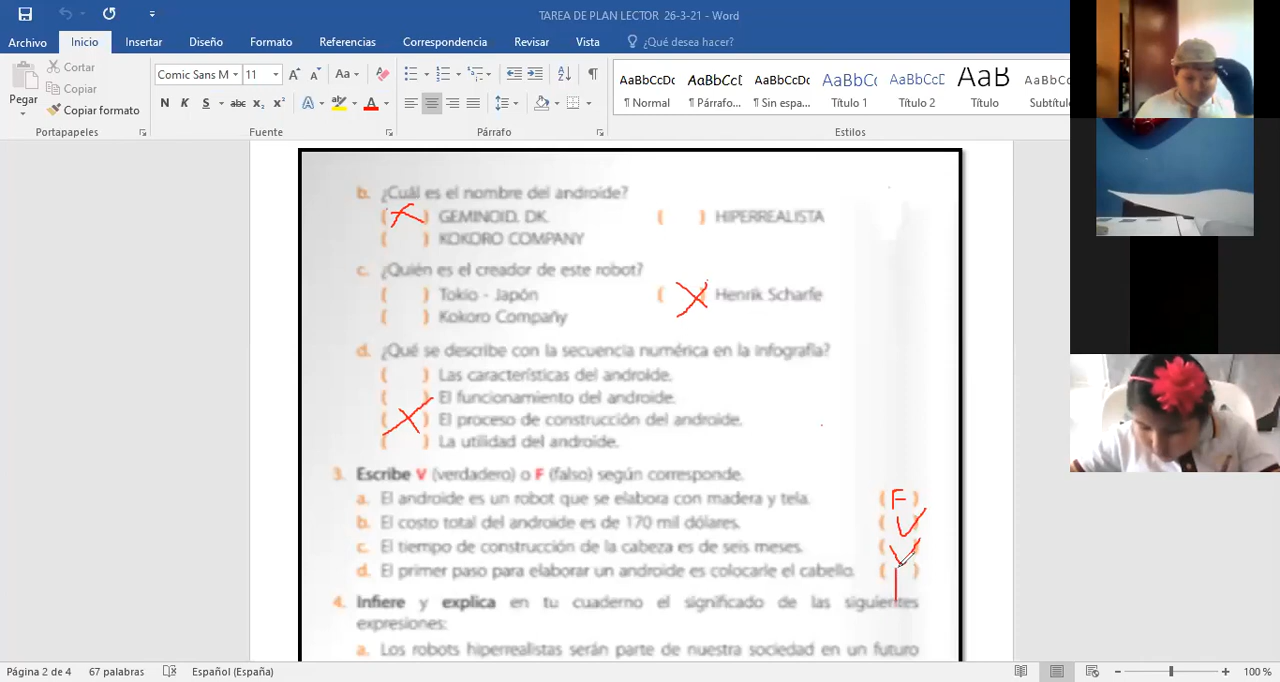 TAREA DE PLAN LECTOR 26-3-21 - Word
Archivo Inicio Insertar Diseño Formato Referencias Correspondencia Revisar Vista ¿Qué desea hacer?
Cortar
Copiar
Copiar formato
Pegar
Comic Sans M 11
N K S abc x₂ x²
AaBbCcDc AaBbCcD AaBbCcDc AaBbC AaBbCcD AaB AaBbCcD
¶ Normal ¶ Párrafo... ¶ Sin espa... Título 1 Título 2 Título Subtítul
Portapapeles Fuente Párrafo Estilos
b. ¿Cuál es el nombre del androide?
(X) GEMINOID. DK. ( ) HIPERREALISTA
( ) KOKORO COMPANY
c. ¿Quién es el creador de este robot?
( ) Tokio - Japón (X) Henrik Scharfe
( ) Kokoro Company
d. ¿Qué se describe con la secuencia numérica en la infografía?
( ) Las características del androide.
( ) El funcionamiento del androide.
(X) El proceso de construcción del androide.
( ) La utilidad del androide.
3. Escribe V (verdadero) o F (falso) según corresponde.
a. El androide es un robot que se elabora con madera y tela. (F)
b. El costo total del androide es de 170 mil dólares. (V)
c. El tiempo de construcción de la cabeza es de seis meses. (V)
d. El primer paso para elaborar un androide es colocarle el cabello. ( )
4. Infiere y explica en tu cuaderno el significado de las siguientes
expresiones:
a. Los robots hiperrealistas serán parte de nuestra sociedad en un futuro
Página 2 de 4 67 palabras Español (España) 100 %